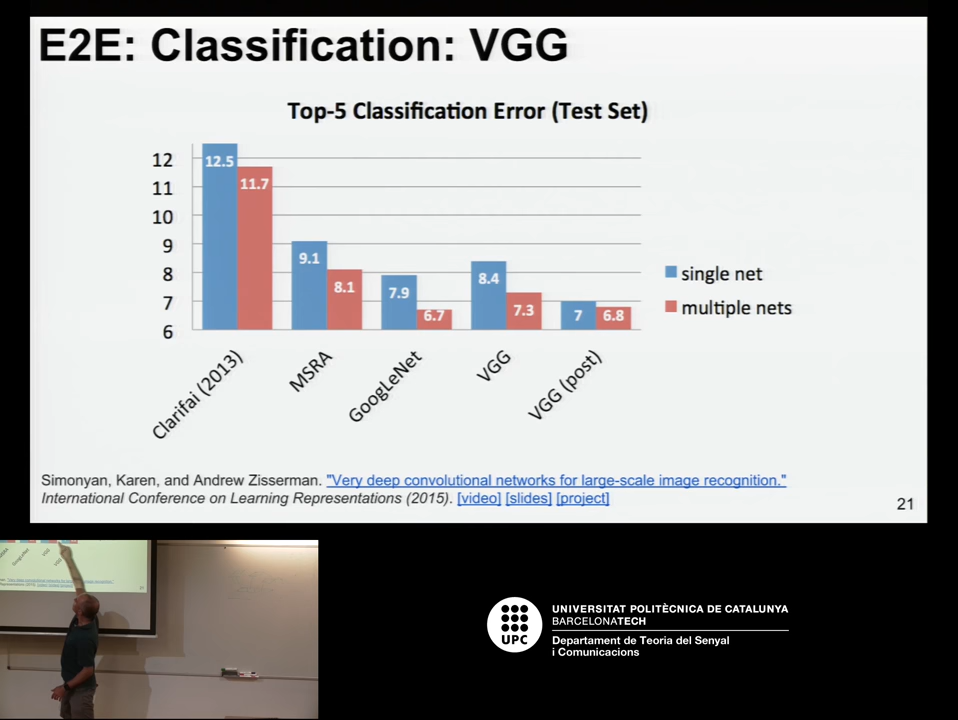 E2E: Classification: VGG
Top-5 Classification Error (Test Set)
12
11
10
9
8
7
6
12.5
11.7
9.1
8.1
7.9
6.7
8.4
7.3
7
6.8
Clarifai (2013)
MSRA
GoogLeNet
VGG
VGG (post)
single net
multiple nets
Simonyan, Karen, and Andrew Zisserman. "Very deep convolutional networks for large-scale image recognition."
International Conference on Learning Representations (2015). [video] [slides] [project]
21
UPC
UNIVERSITAT POLITÈCNICA DE CATALUNYA
BARCELONATECH
Departament de Teoria del Senyal
i Comunicacions